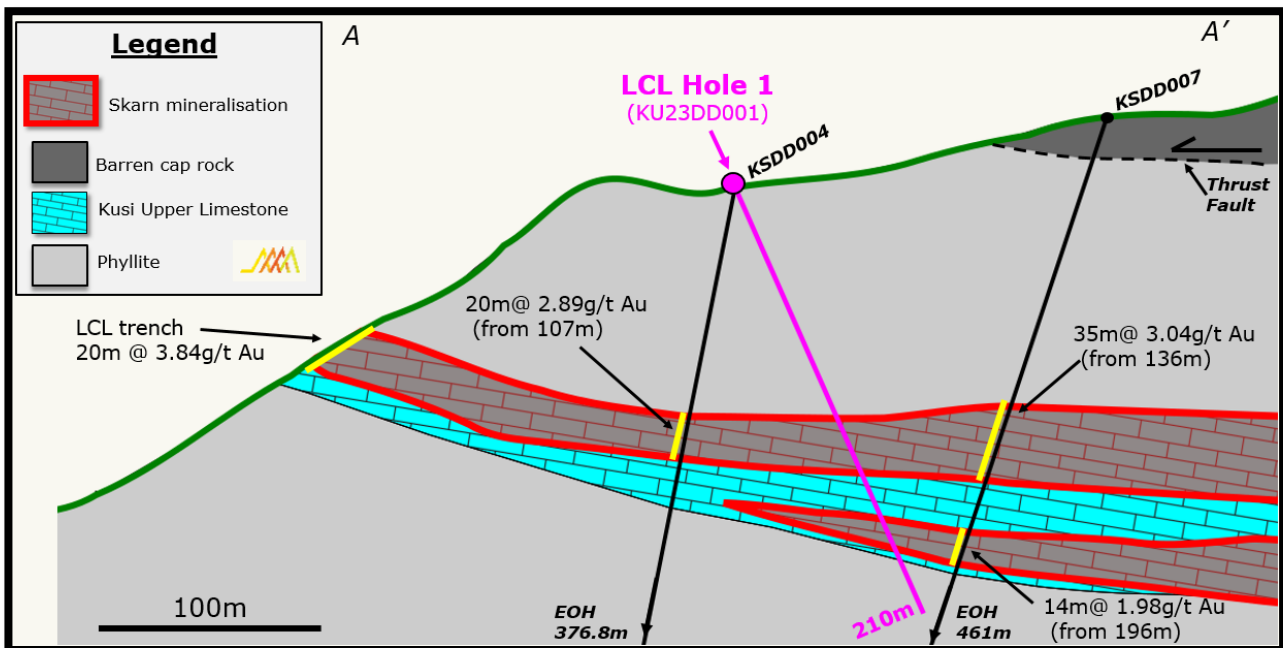 Legend
Skarn mineralisation
Barren cap rock
Kusi Upper Limestone
Phyllite
A
A'
LCL Hole 1
(KU23DD001)
KSDD004
KSDD007
Thrust
Fault
LCL trench
20m @ 3.84g/t Au
20m@ 2.89g/t Au
(from 107m)
35m@ 3.04g/t Au
(from 136m)
100m
EOH
376.8m
210m
EOH
461m
14m@ 1.98g/t Au
(from 196m)